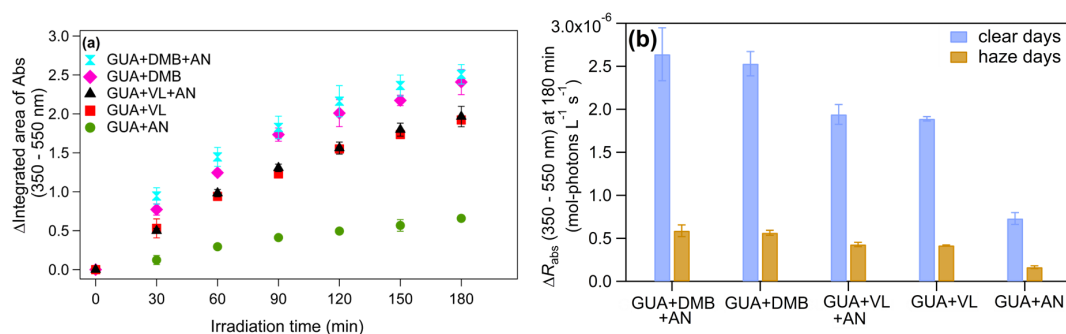 (a)
GUA+DMB+AN
GUA+DMB
GUA+VL+AN
GUA+VL
GUA+AN
ΔIntegrated area of Abs
(350 - 550 nm)
3.0
2.5
2.0
1.5
1.0
0.5
0.0
0 30 60 90 120 150 180
Irradiation time (min)
(b)
clear days
haze days
ΔRabs (350 - 550 nm) at 180 min
(mol-photons L⁻¹ s⁻¹)
3.0x10⁻⁶
2.5
2.0
1.5
1.0
0.5
0.0
GUA+DMB GUA+DMB GUA+VL GUA+VL GUA+AN
+AN +AN